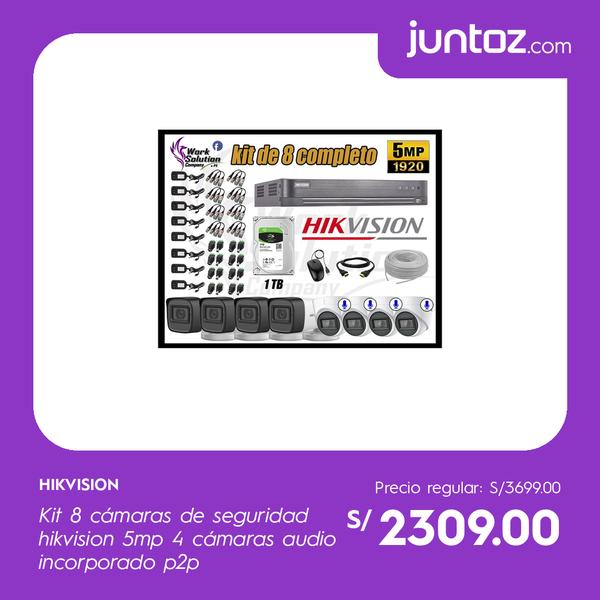 juntoz.com
Work Solution Company
kit de 8 completo
5MP
1920
HIKVISION
1 TB
HIKVISION
Kit 8 cámaras de seguridad
hikvision 5mp 4 cámaras audio
incorporado p2p
Precio regular: S/3699.00
S/ 2309.00